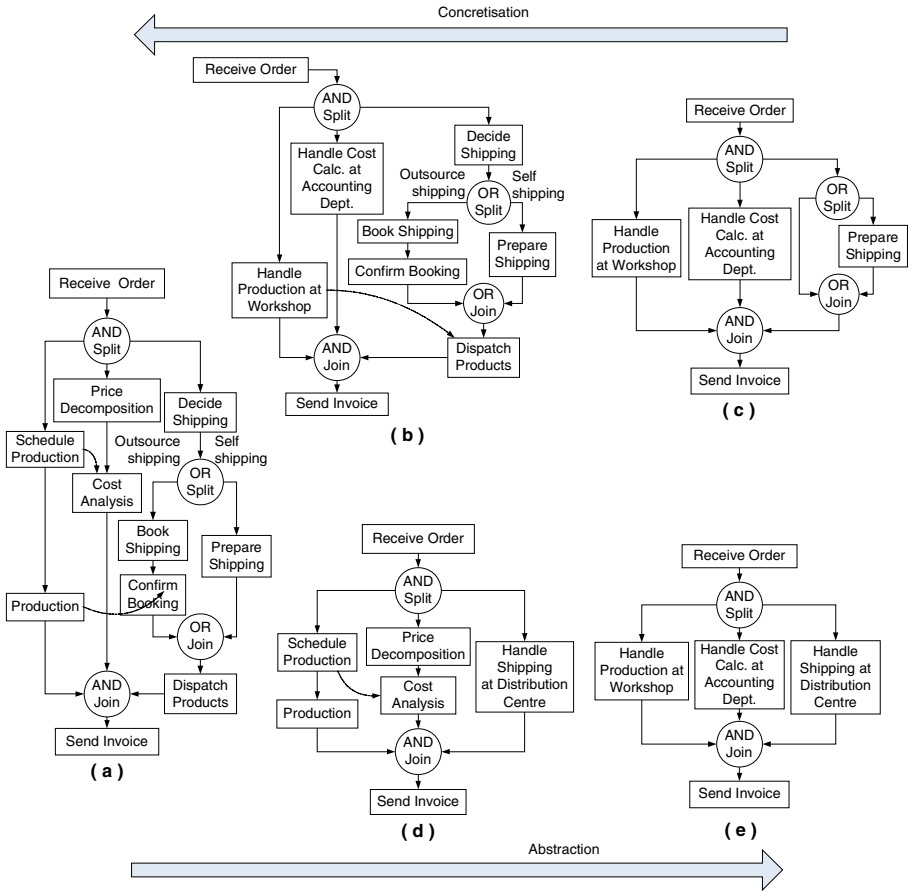 Concretisation
Receive Order
AND
Split
Handle Cost
Calc. at
Accounting
Dept.
Decide
Shipping
Outsource
shipping
Self
shipping
OR
Split
Book Shipping
Confirm Booking
Prepare
Shipping
Handle
Production at
Workshop
OR
Join
AND
Join
Dispatch
Products
Send Invoice
( b )
Receive Order
AND
Split
OR
Split
Handle
Production
at Workshop
Handle Cost
Calc. at
Accounting
Dept.
Prepare
Shipping
OR
Join
AND
Join
Send Invoice
( c )
Receive Order
AND
Split
Price
Decomposition
Decide
Shipping
Schedule
Production
Outsource
shipping
Self
shipping
Cost
Analysis
OR
Split
Book
Shipping
Prepare
Shipping
Confirm
Booking
Production
OR
Join
AND
Join
Dispatch
Products
Send Invoice
( a )
Receive Order
AND
Split
Schedule
Production
Price
Decomposition
Handle
Shipping
at Distribution
Centre
Production
Cost
Analysis
AND
Join
Send Invoice
( d )
Receive Order
AND
Split
Handle
Production at
Workshop
Handle Cost
Calc. at
Accounting
Dept.
Handle
Shipping at
Distribution
Centre
AND
Join
Send Invoice
( e )
Abstraction